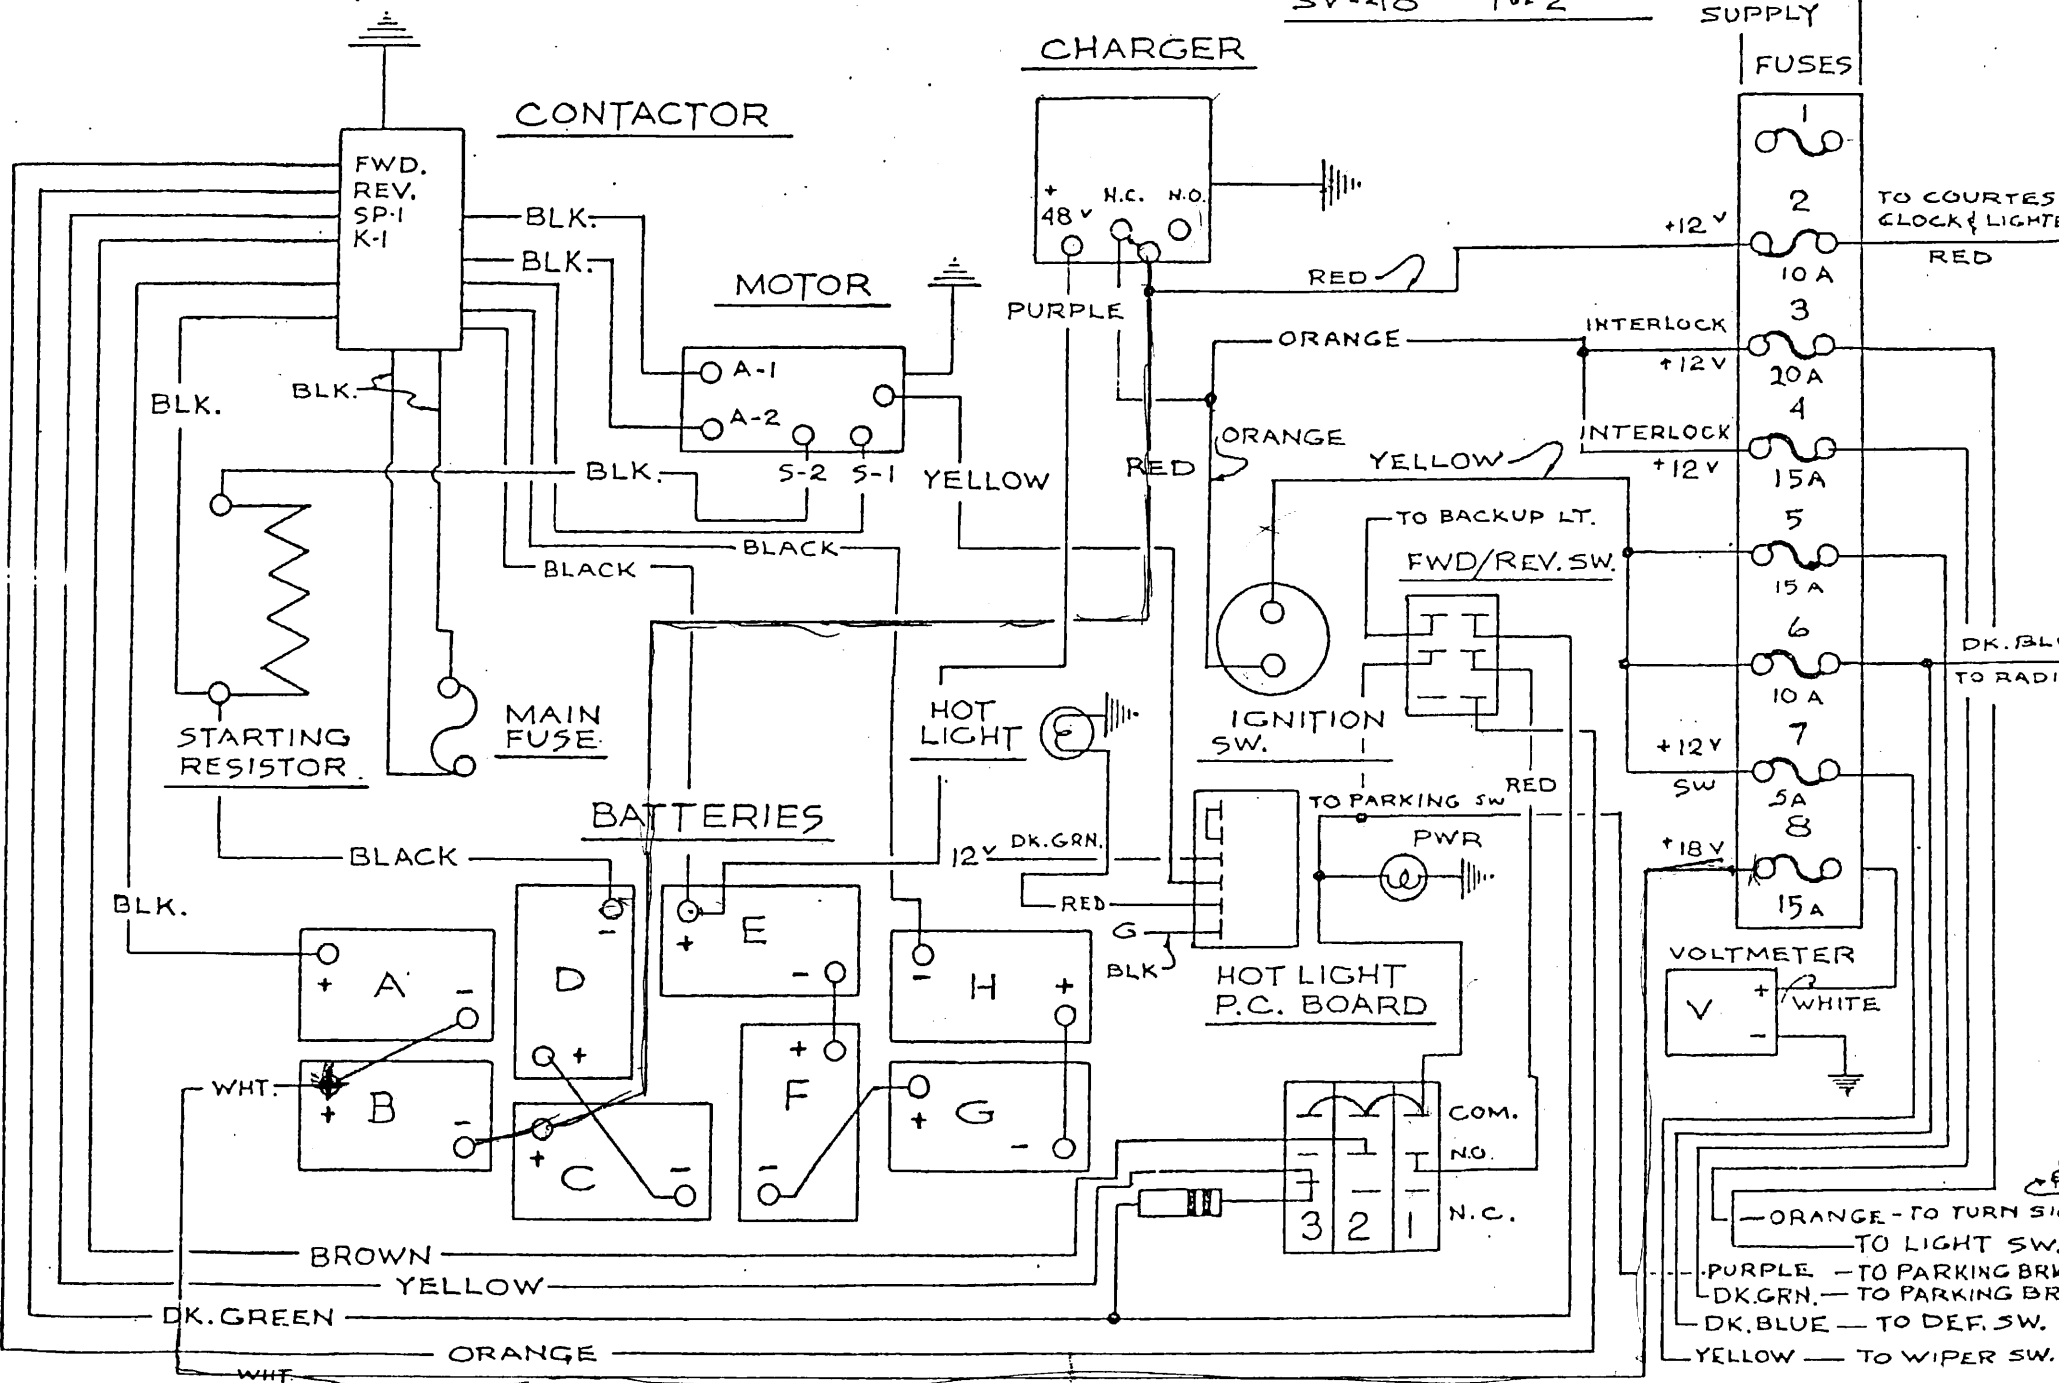 SUPPLY
FUSES
CHARGER
CONTACTOR
FWD.
REV.
SP-1
K-1
BLK.
BLK.
MOTOR
A-1
A-2
S-2 S-1
+
48 V
N.C.
N.O.
PURPLE
RED
ORANGE
ORANGE
RED
YELLOW
YELLOW
BLK.
BLK.
BLK.
BLACK
BLACK
1
+12 V
2
10 A
TO COURTES
CLOCK & LIGHTE
RED
3
INTERLOCK
+12 V
20 A
4
INTERLOCK
+12 V
15 A
5
15 A
6
10 A
DK. BL
TO RADI
7
+12 V
SW
5A
8
+18 V
15 A
TO BACKUP LT.
FWD/REV. SW.
IGNITION
SW.
RED
STARTING
RESISTOR.
MAIN
FUSE.
HOT
LIGHT
BATTERIES
BLACK
BLK.
12 V DK.GRN.
RED
G
BLK
TO PARKING SW
PWR
HOT LIGHT
P.C. BOARD
VOLTMETER
V
+
-
WHITE
A
+
-
D
-
+
E
+
-
H
-
+
WHT.
B
+
-
C
+
-
F
+
-
G
+
-
COM.
N.O.
N.C.
3 2 1
BROWN
YELLOW
DK. GREEN
ORANGE
WHT.
ORANGE - TO TURN SI
TO LIGHT SW.
PURPLE - TO PARKING BRK
DK.GRN. - TO PARKING BR
DK.BLUE - TO DEF. SW.
YELLOW - TO WIPER SW.